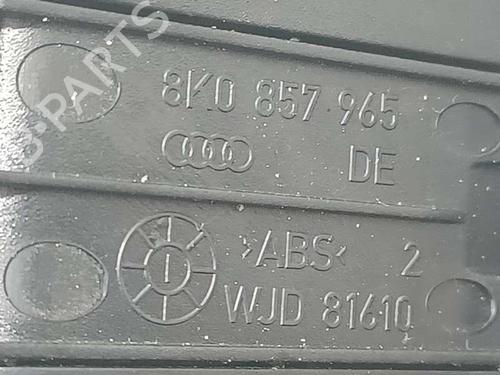 B-PARTS
8K0 857 965
DE
>ABS< 2
WJD 81610